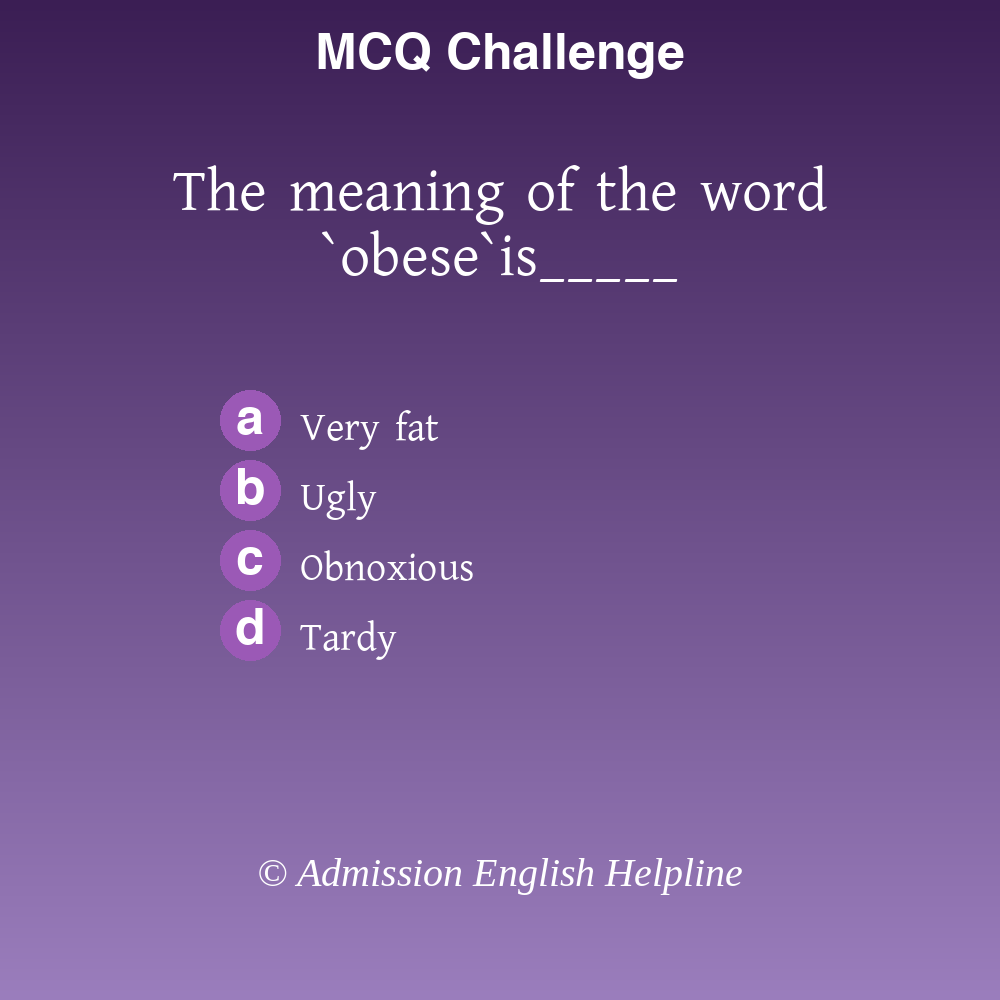 MCQ Challenge
The meaning of the word
`obese`is_____
a Very fat
b Ugly
c Obnoxious
d Tardy
© Admission English Helpline